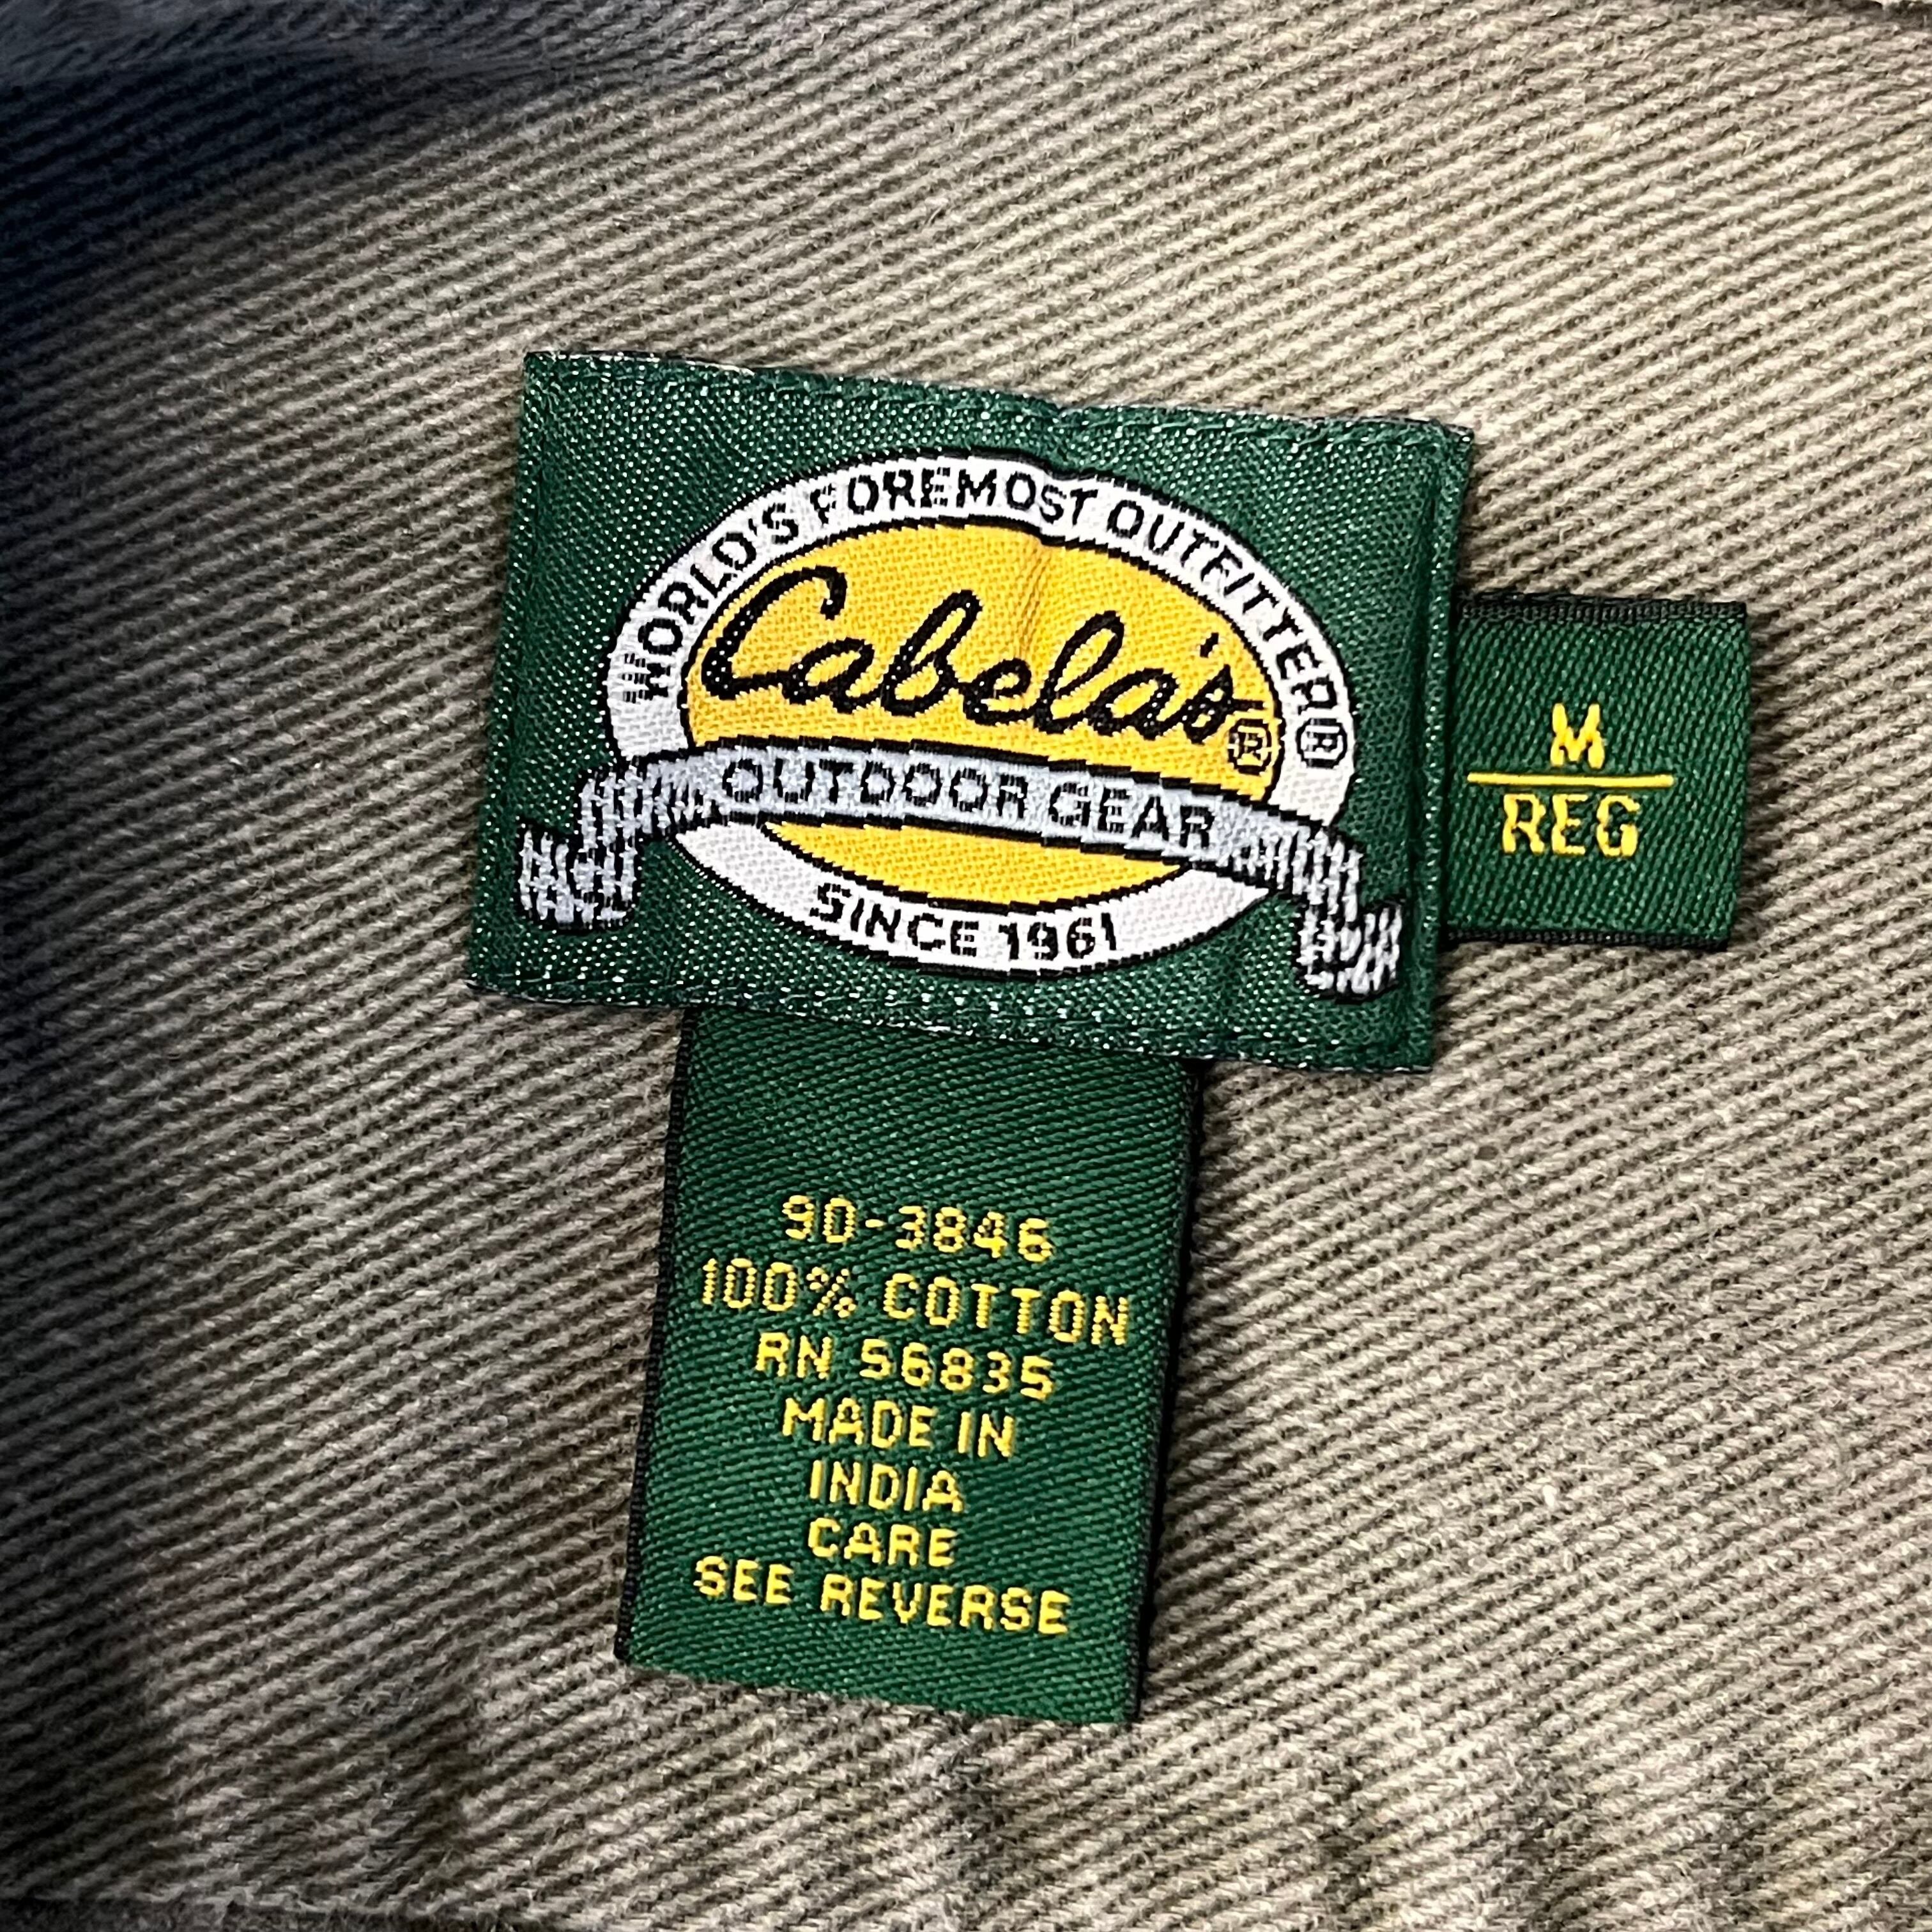 WORLD'S FOREMOST OUTFITTER®
Cabela's®
OUTDOOR GEAR
SINCE 1961
M
REG
90-3846
100% COTTON
RN 56835
MADE IN
INDIA
CARE
SEE REVERSE